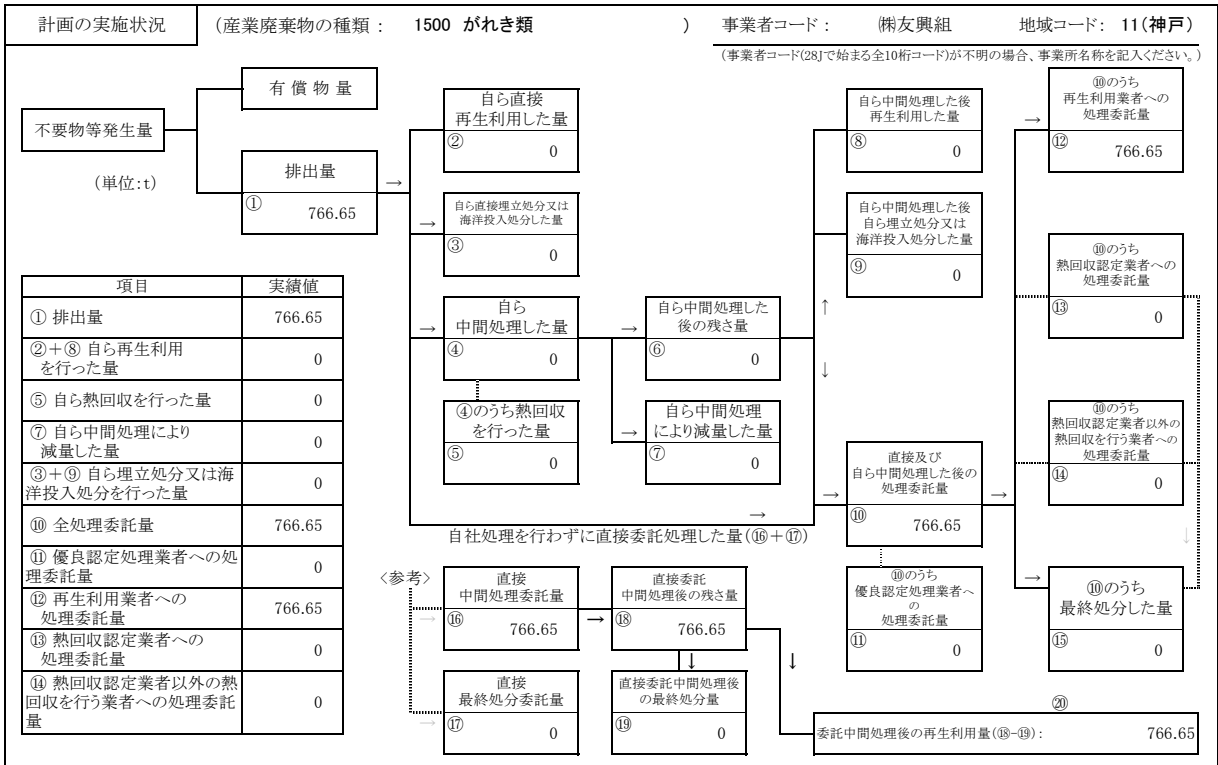 計画の実施状況
(産業廃棄物の種類： 1500 がれき類 )
事業者コード： ㈱友興組
地域コード： 11(神戸)
(事業者コード(28Jで始まる全10桁コード)が不明の場合、事業所名称を記入ください。)
不要物等発生量
(単位:t)
有償物量
排出量
①
766.65
→
自ら直接
再生利用した量
②
0
→
自ら直接埋立処分又は
海洋投入処分した量
③
0
→
自ら
中間処理した量
④
0
④のうち熱回収
を行った量
⑤
0
→
自ら中間処理した
後の残さ量
⑥
0
→
自ら中間処理
により減量した量
⑦
0
自ら中間処理した後
再生利用した量
⑧
0
自ら中間処理した後
自ら埋立処分又は
海洋投入処分した量
⑨
0
↑
↓
→
自社処理を行わずに直接委託処理した量(⑯＋⑰)
→
直接及び
自ら中間処理した後の
処理委託量
⑩
766.65
→
⑩のうち
優良認定処理業者へ
の
処理委託量
⑪
0
→
⑩のうち
再生利用業者への
処理委託量
⑫
766.65
⑩のうち
熱回収認定業者への
処理委託量
⑬
0
⑩のうち
熱回収認定業者以外の
熱回収を行う業者への
処理委託量
⑭
0
↓
→
⑩のうち
最終処分した量
⑮
0
項目 実績値
① 排出量 766.65
②＋⑧ 自ら再生利用
を行った量 0
⑤ 自ら熱回収を行った量 0
⑦ 自ら中間処理により
減量した量 0
③＋⑨ 自ら埋立処分又は海
洋投入処分を行った量 0
⑩ 全処理委託量 766.65
⑪ 優良認定処理業者への処
理委託量 0
⑫ 再生利用業者への
処理委託量 766.65
⑬ 熱回収認定業者への
処理委託量 0
⑭ 熱回収認定業者以外の熱
回収を行う業者への処理委託
量 0
〈参考〉
→
直接
中間処理委託量
⑯
766.65
→
直接委託
中間処理後の残さ量
⑱
766.65
→
直接
最終処分委託量
⑰
0
↓
直接委託中間処理後
の最終処分量
⑲
0
↓
⑳
委託中間処理後の再生利用量(⑱-⑲)： 766.65